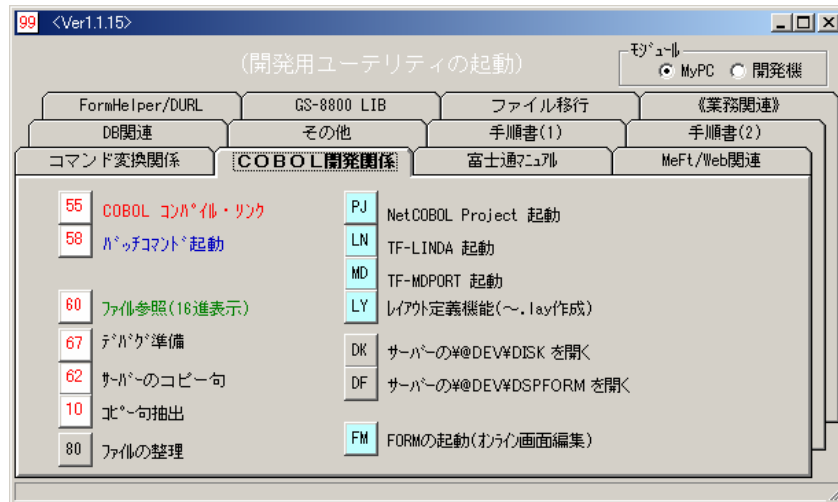 99 <Ver1.1.15>
(開発用ユーテリティの起動)
ﾓｼﾞｭｰﾙ
MyPC 開発機
FormHelper/DURL GS-8800 LIB ファイル移行 《業務関連》
DB関連 その他 手順書(1) 手順書(2)
コマンド変換関係 COBOL開発関係 富士通ﾏﾆｭｱﾙ MeFt/Web関連
55 COBOL ｺﾝﾊﾟｲﾙ・ﾘﾝｸ
58 ﾊﾞｯﾁｺﾏﾝﾄﾞ起動
60 ﾌｧｲﾙ参照(16進表示)
67 ﾃﾞﾊﾞｸﾞ準備
62 ｻｰﾊﾞｰのコピー句
10 ｺﾋﾟｰ句抽出
80 ﾌｧｲﾙの整理
PJ NetCOBOL Project 起動
LN TF-LINDA 起動
MD TF-MDPORT 起動
LY ﾚｲｱｳﾄ定義機能(～.lay作成)
DK サーバーの¥@DEV¥DISK を開く
DF サーバーの¥@DEV¥DSPFORM を開く
FM FORMの起動(ｵﾝﾗｲﾝ画面編集)